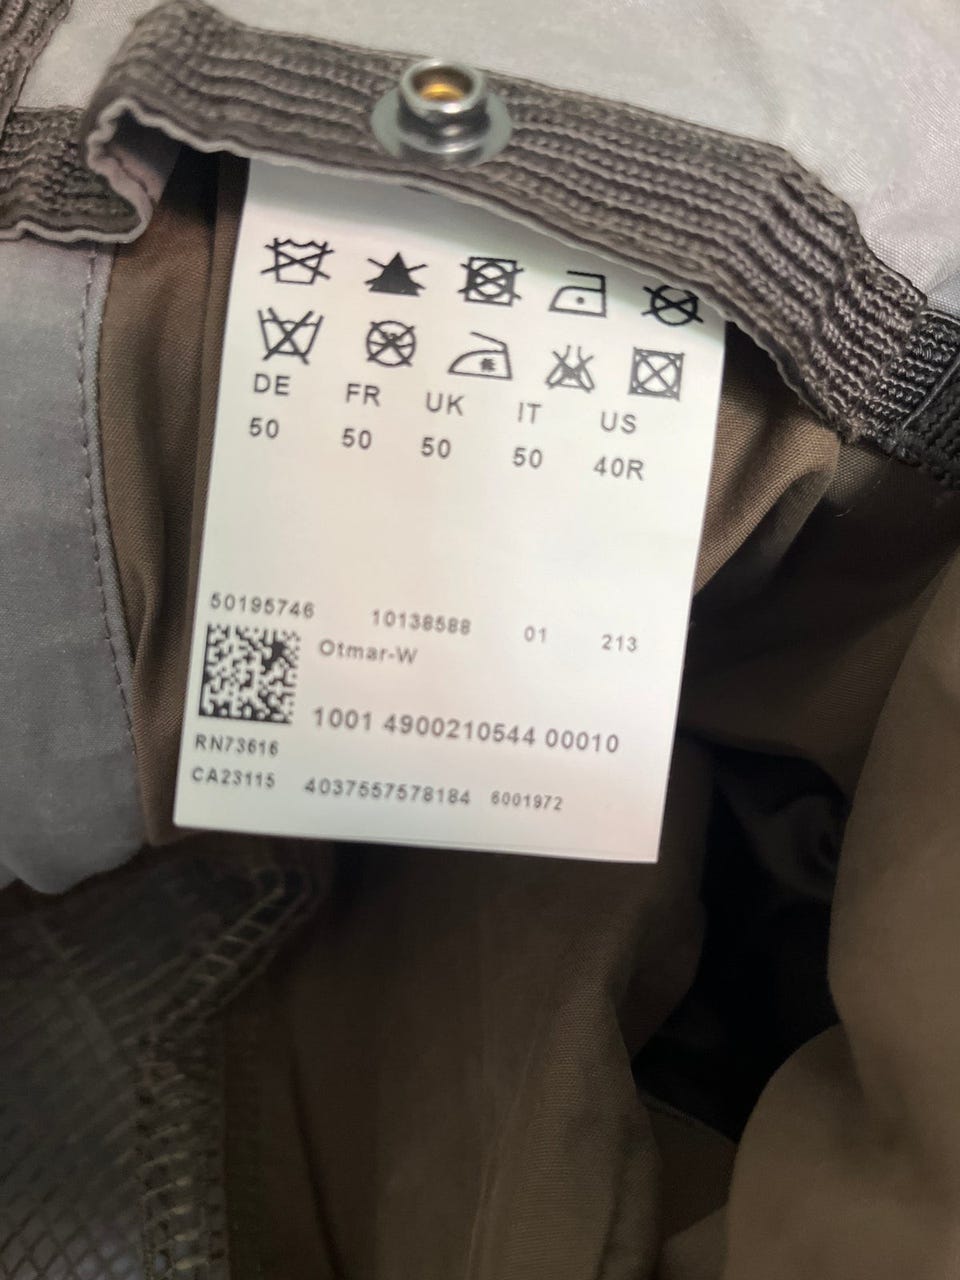 DE FR UK IT US
50 50 50 50 40R
50195746 10138588 01 213
Otmar-W
1001 4900210544 00010
RN73616
CA23115 4037557578184 6001972